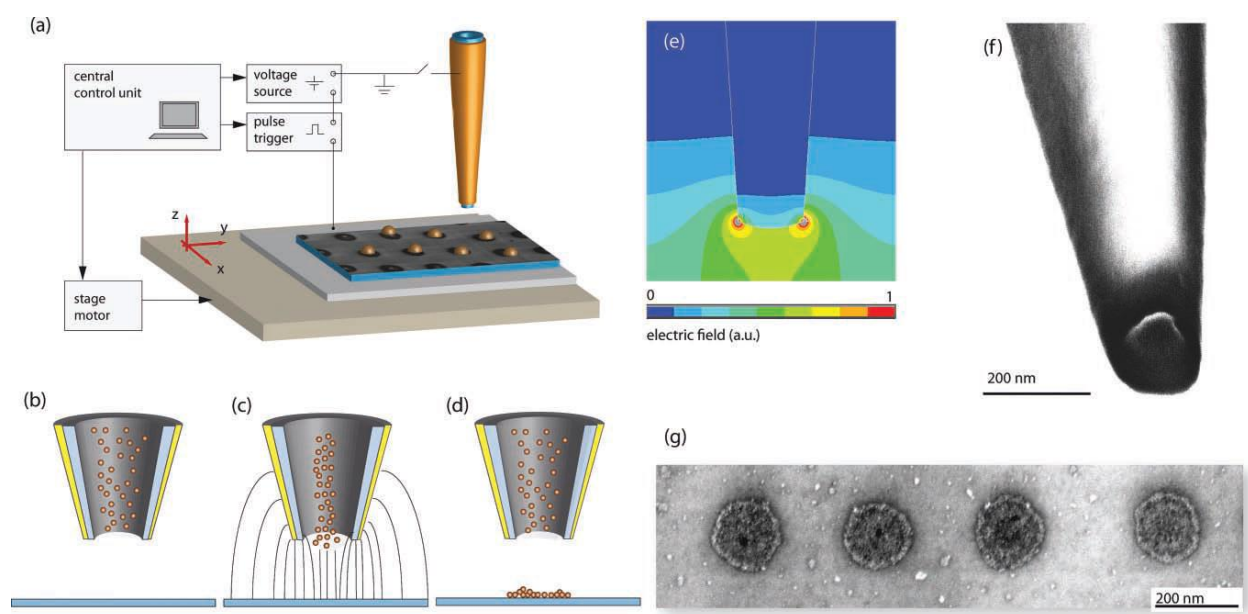 (a)
central
control unit
voltage
source
pulse
trigger
z
y
x
stage
motor
(b)
(c)
(d)
(e)
0
1
electric field (a.u.)
(f)
200 nm
(g)
200 nm